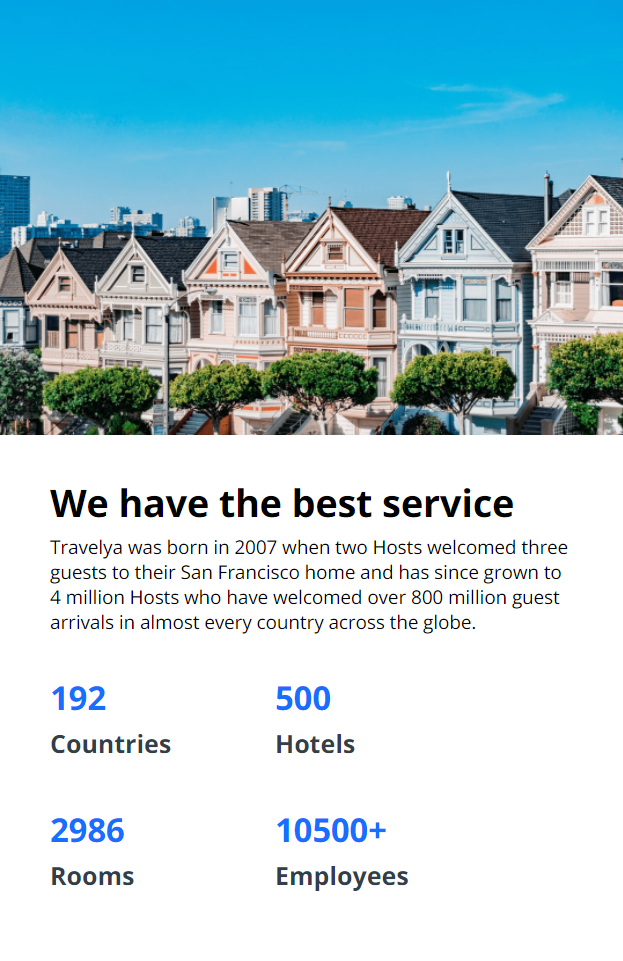 We have the best service
Travelya was born in 2007 when two Hosts welcomed three
guests to their San Francisco home and has since grown to
4 million Hosts who have welcomed over 800 million guest
arrivals in almost every country across the globe.
192
500
Countries
Hotels
2986
10500+
Rooms
Employees